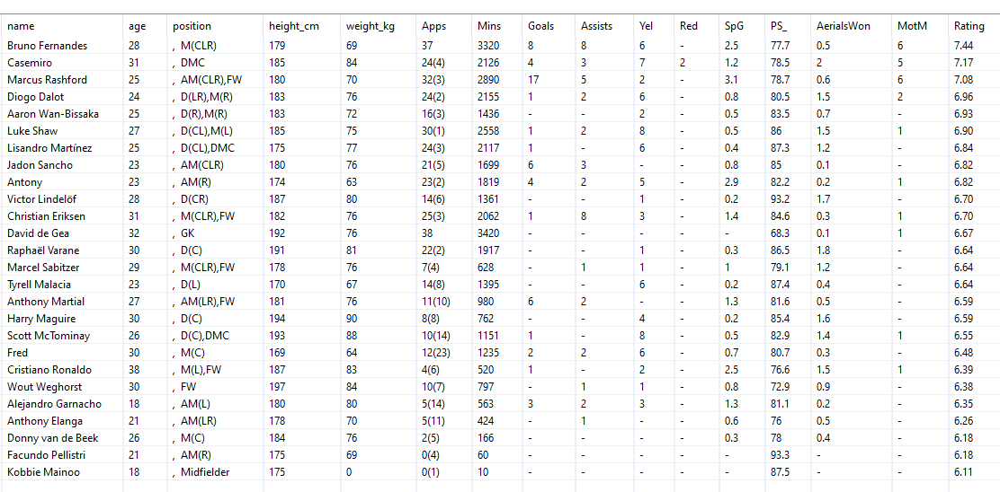 name age position height_cm weight_kg Apps Mins Goals Assists Yel Red SpG PS_ AerialsWon MotM Rating
Bruno Fernandes 28 , M(CLR) 179 69 37 3320 8 8 6 - 2.5 77.7 0.5 6 7.44
Casemiro 31 , DMC 185 84 24(4) 2126 4 3 7 2 1.2 78.5 2 5 7.17
Marcus Rashford 25 , AM(CLR),FW 180 70 32(3) 2890 17 5 2 - 3.1 78.7 0.6 6 7.08
Diogo Dalot 24 , D(LR),M(R) 183 76 24(2) 2155 1 2 6 - 0.8 80.5 1.5 2 6.96
Aaron Wan-Bissaka 25 , D(R),M(R) 183 72 16(3) 1436 - - 2 - 0.5 83.5 0.7 - 6.93
Luke Shaw 27 , D(CL),M(L) 185 75 30(1) 2558 1 2 8 - 0.5 86 1.5 1 6.90
Lisandro Martínez 25 , D(CL),DMC 175 77 24(3) 2117 1 - 6 - 0.4 87.3 1.2 - 6.84
Jadon Sancho 23 , AM(CLR) 180 76 21(5) 1699 6 3 - - 0.8 85 0.1 - 6.82
Antony 23 , AM(R) 174 63 23(2) 1819 4 2 5 - 2.9 82.2 0.2 1 6.82
Victor Lindelöf 28 , D(CR) 187 80 14(6) 1361 - - 1 - 0.2 93.2 1.7 - 6.70
Christian Eriksen 31 , M(CLR),FW 182 76 25(3) 2062 1 8 3 - 1.4 84.6 0.3 1 6.70
David de Gea 32 , GK 192 76 38 3420 - - - - - 68.3 0.1 1 6.67
Raphaël Varane 30 , D(C) 191 81 22(2) 1917 - - 1 - 0.3 86.5 1.8 - 6.64
Marcel Sabitzer 29 , M(CLR),FW 178 76 7(4) 628 - 1 1 - 1 79.1 1.2 - 6.64
Tyrell Malacia 23 , D(L) 170 67 14(8) 1395 - - 6 - 0.2 87.4 0.4 - 6.64
Anthony Martial 27 , AM(LR),FW 181 76 11(10) 980 6 2 - - 1.3 81.6 0.5 - 6.59
Harry Maguire 30 , D(C) 194 90 8(8) 762 - - 4 - 0.2 85.4 1.6 - 6.59
Scott McTominay 26 , D(C),DMC 193 88 10(14) 1151 1 - 8 - 0.5 82.9 1.4 1 6.55
Fred 30 , M(C) 169 64 12(23) 1235 2 2 6 - 0.7 80.7 0.3 - 6.48
Cristiano Ronaldo 38 , M(L),FW 187 83 4(6) 520 1 - 2 - 2.5 76.6 1.5 1 6.39
Wout Weghorst 30 , FW 197 84 10(7) 797 - 1 1 - 0.8 72.9 0.9 - 6.38
Alejandro Garnacho 18 , AM(L) 180 80 5(14) 563 3 2 3 - 1.3 81.1 0.2 - 6.35
Anthony Elanga 21 , AM(LR) 178 70 5(11) 424 - 1 - - 0.6 76 0.5 - 6.26
Donny van de Beek 26 , M(C) 184 76 2(5) 166 - - - - 0.3 78 0.4 - 6.18
Facundo Pellistri 21 , AM(R) 175 69 0(4) 60 - - - - - 93.3 - - 6.18
Kobbie Mainoo 18 , Midfielder 175 0 0(1) 10 - - - - - 87.5 - - 6.11